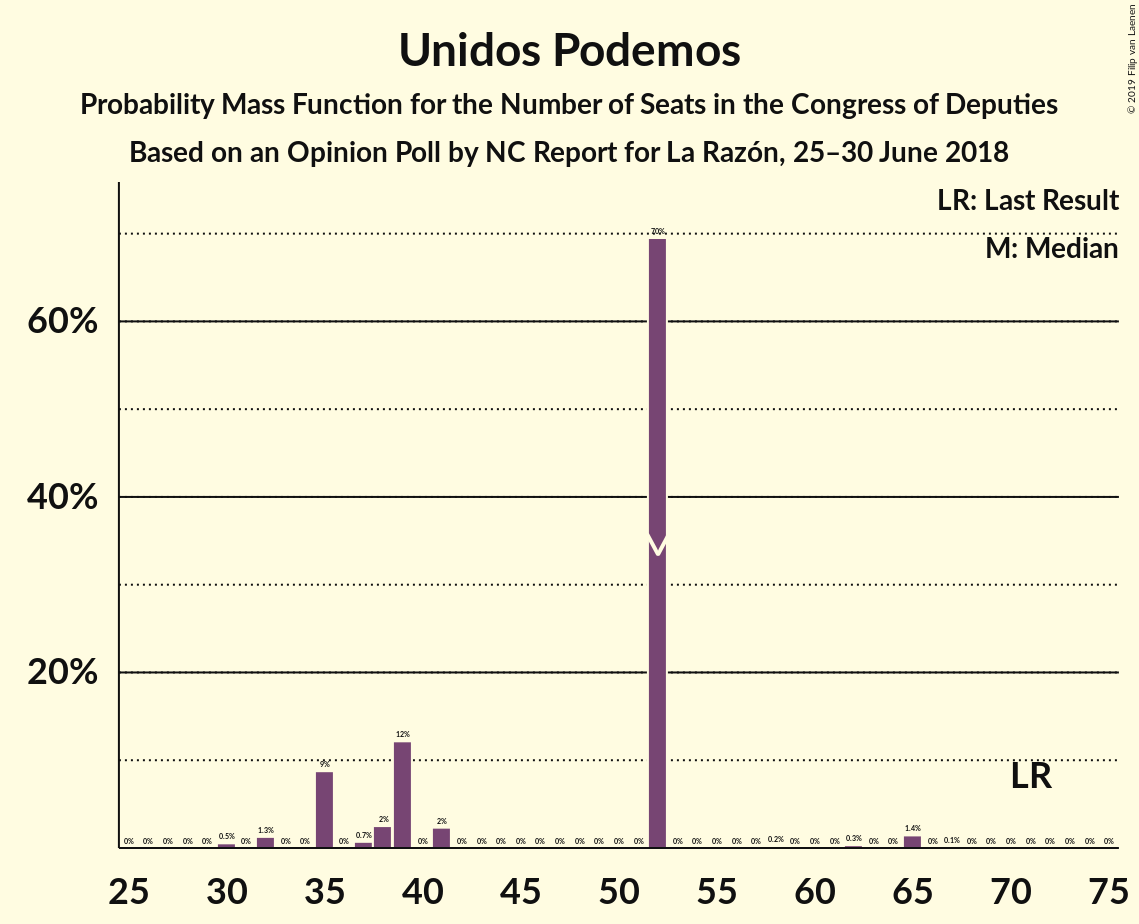 Unidos Podemos
Probability Mass Function for the Number of Seats in the Congress of Deputies
Based on an Opinion Poll by NC Report for La Razón, 25–30 June 2018
© 2019 Filip van Laenen
LR: Last Result
M: Median
60%
40%
20%
0% 0% 0% 0% 0% 0.5% 0% 1.3% 0% 0% 9% 0% 0.7% 2% 12% 0% 2% 0% 0% 0% 0% 0% 0% 0% 0% 0% 0% 70% 0% 0% 0% 0% 0% 0.2% 0% 0% 0% 0.3% 0% 0% 1.4% 0% 0.1% 0% 0% 0% 0% 0% 0% 0% 0%
LR
25 30 35 40 45 50 55 60 65 70 75